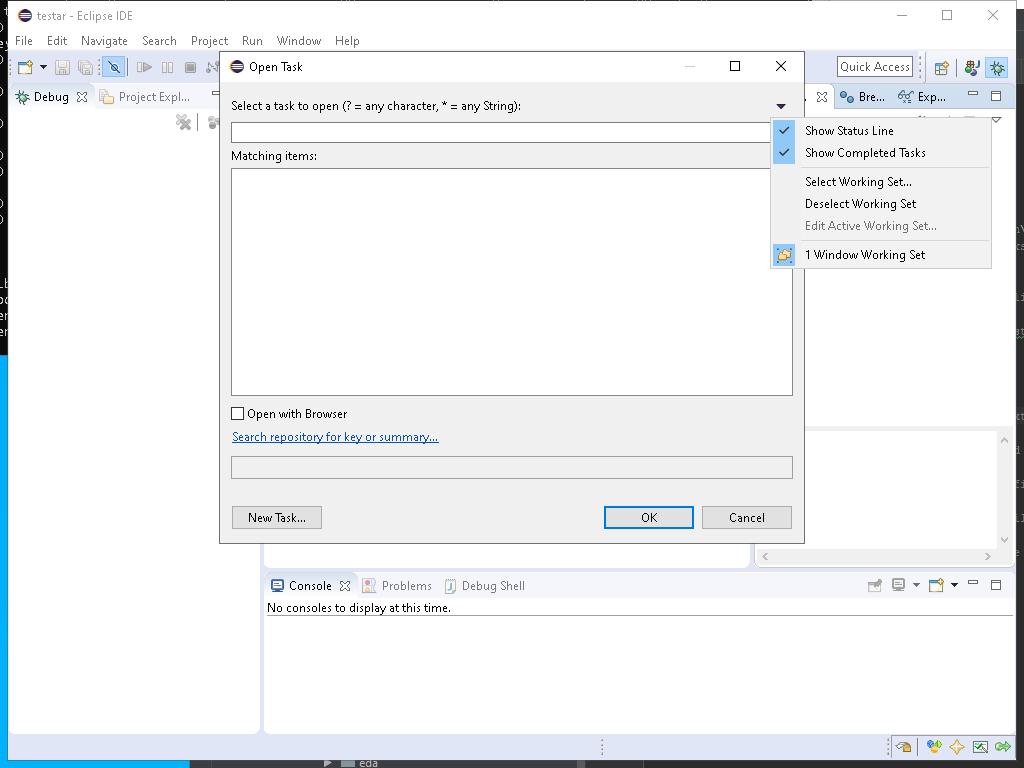 testar - Eclipse IDE
File Edit Navigate Search Project Run Window Help
Open Task
Quick Access
Debug Project Expl... Bre... Exp...
Select a task to open (? = any character, * = any String):
Matching items:
Show Status Line
Show Completed Tasks
Select Working Set...
Deselect Working Set
Edit Active Working Set...
1 Window Working Set
Open with Browser
Search repository for key or summary...
New Task... OK Cancel
Console Problems Debug Shell
No consoles to display at this time.
eda